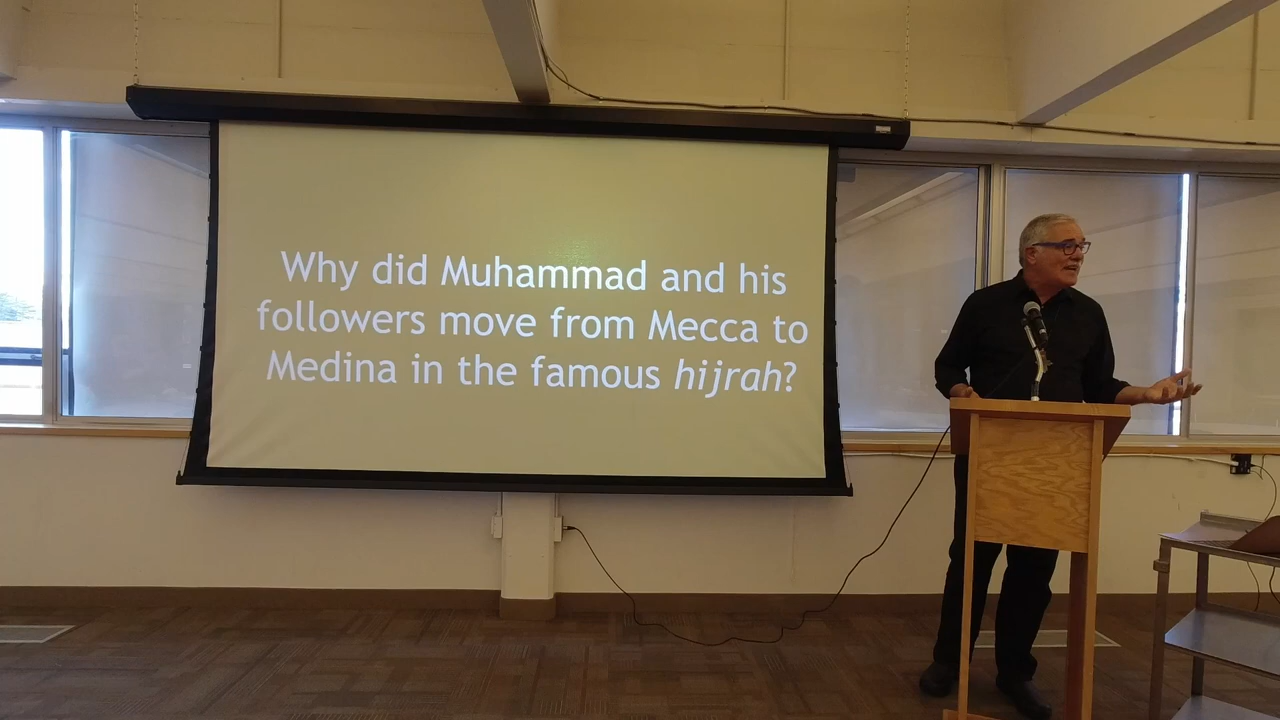 Why did Muhammad and his
followers move from Mecca to
Medina in the famous hijrah?